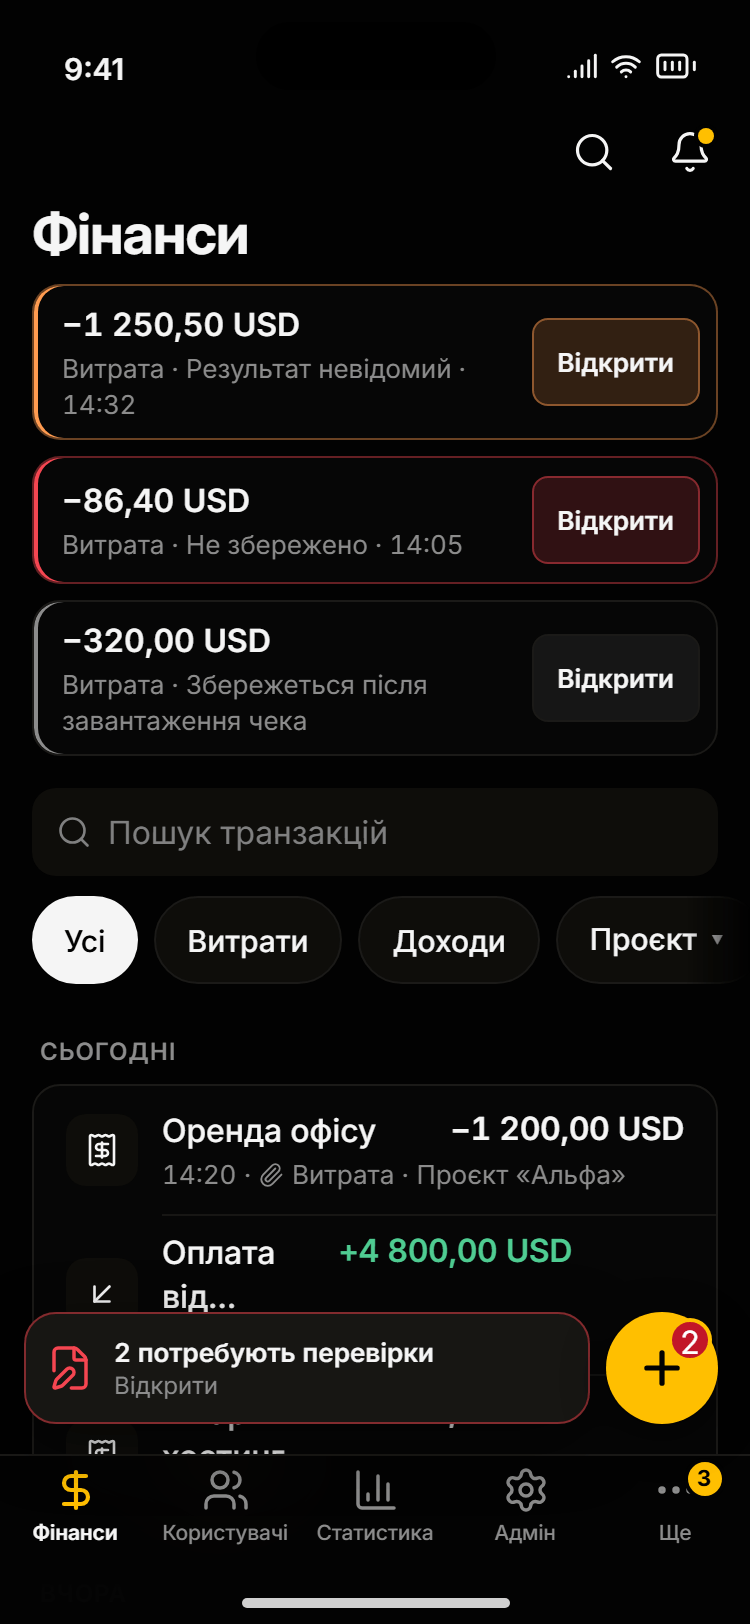 9:41
Фінанси
−1 250,50 USD
Витрата · Результат невідомий ·
14:32
Відкрити
−86,40 USD
Витрата · Не збережено · 14:05
Відкрити
−320,00 USD
Витрата · Збережеться після
завантаження чека
Відкрити
Пошук транзакцій
Усі
Витрати
Доходи
Проєкт
СЬОГОДНІ
Оренда офісу
−1 200,00 USD
14:20 · Витрата · Проєкт «Альфа»
Оплата
від...
+4 800,00 USD
2 потребують перевірки
Відкрити
2
хостинг
Фінанси
Користувачі
Статистика
Адмін
3
Ще